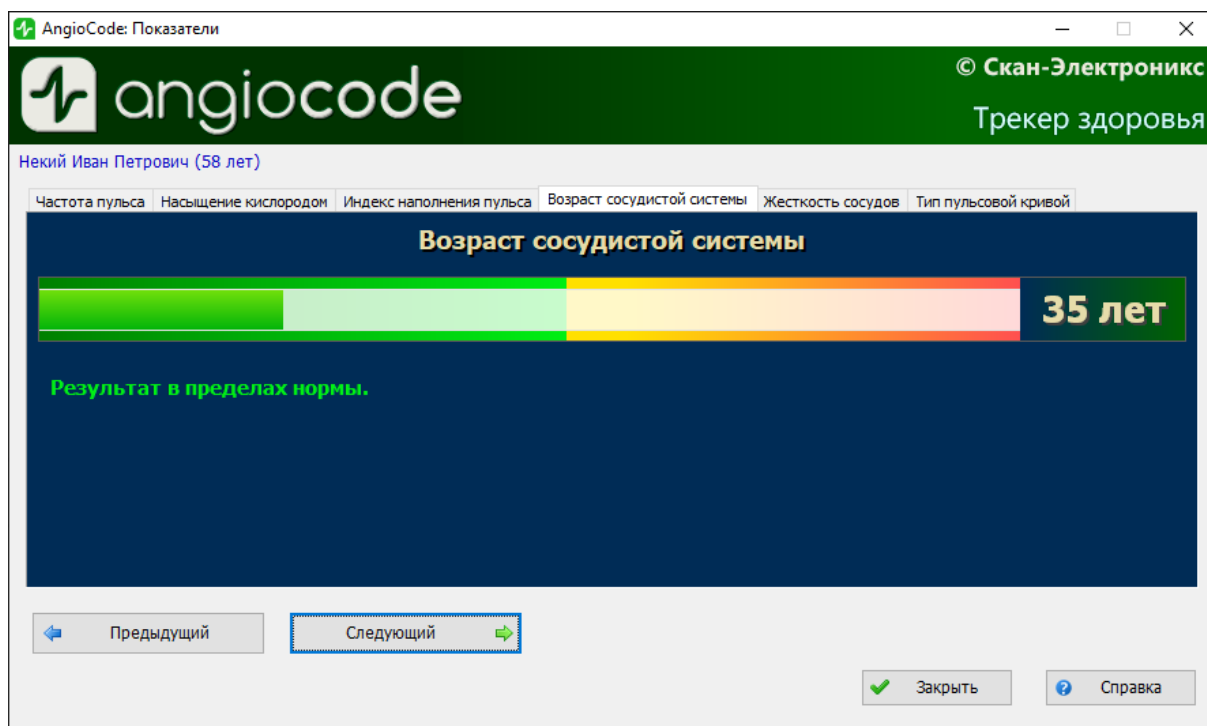 AngioCode: Показатели
angiocode
© Скан-Электроникс
Трекер здоровья
Некий Иван Петрович (58 лет)
Частота пульса Насыщение кислородом Индекс наполнения пульса Возраст сосудистой системы Жесткость сосудов Тип пульсовой кривой
Возраст сосудистой системы
35 лет
Результат в пределах нормы.
Предыдущий Следующий
Закрыть Справка